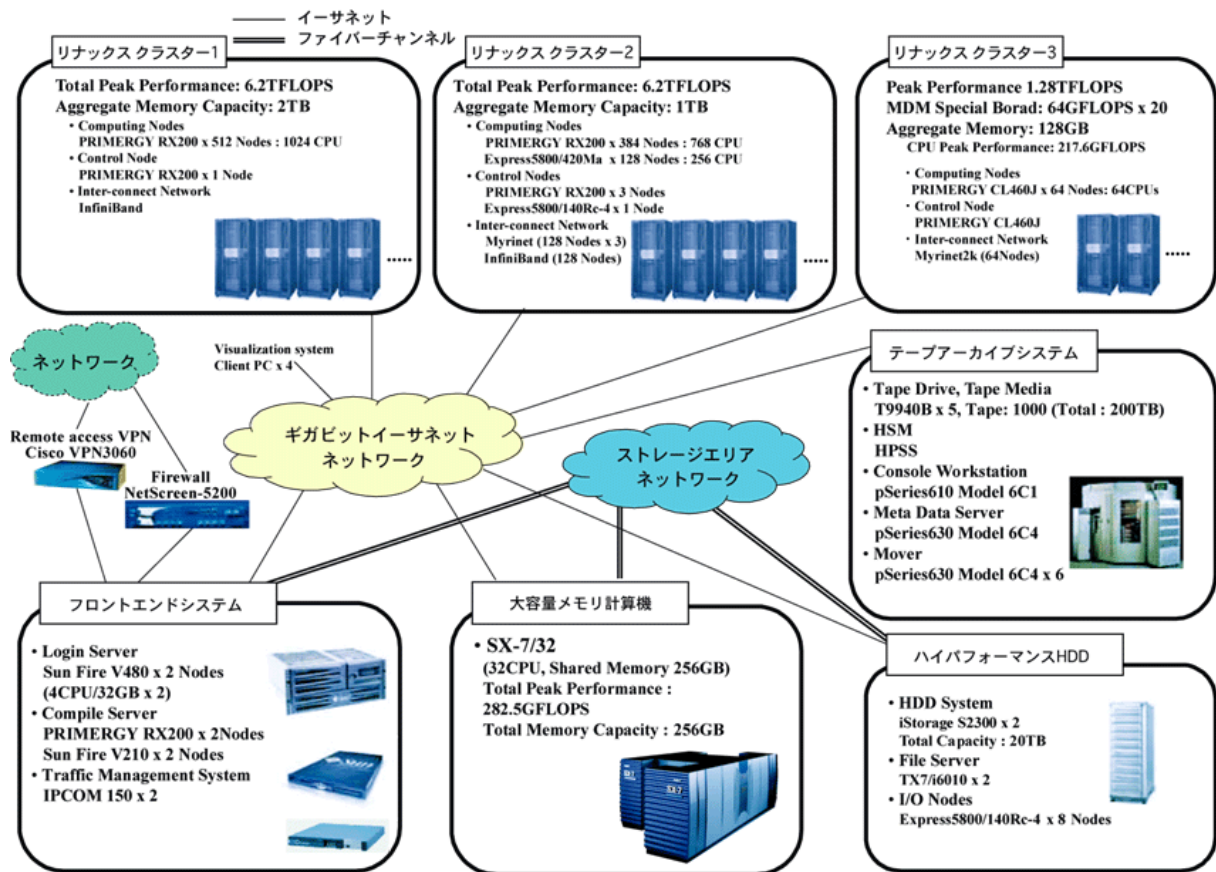 イーサネット
ファイバーチャンネル
リナックス クラスター1
Total Peak Performance: 6.2TFLOPS
Aggregate Memory Capacity: 2TB
・Computing Nodes
PRIMERGY RX200 x 512 Nodes : 1024 CPU
・Control Node
PRIMERGY RX200 x 1 Node
・Inter-connect Network
InfiniBand
.....
リナックス クラスター2
Total Peak Performance: 6.2TFLOPS
Aggregate Memory Capacity: 1TB
・Computing Nodes
PRIMERGY RX200 x 384 Nodes : 768 CPU
Express5800/420Ma x 128 Nodes : 256 CPU
・Control Nodes
PRIMERGY RX200 x 3 Nodes
Express5800/140Rc-4 x 1 Node
・Inter-connect Network
Myrinet (128 Nodes x 3)
InfiniBand (128 Nodes)
.....
リナックス クラスター3
Peak Performance 1.28TFLOPS
MDM Special Borad: 64GFLOPS x 20
Aggregate Memory: 128GB
CPU Peak Performance: 217.6GFLOPS
・Computing Nodes
PRIMERGY CL460J x 64 Nodes: 64CPUs
・Control Node
PRIMERGY CL460J
・Inter-connect Network
Myrinet2k (64Nodes)
.....
ネットワーク
Visualization system
Client PC x 4
Remote access VPN
Cisco VPN3060
Firewall
NetScreen-5200
ギガビットイーサネット
ネットワーク
ストレージエリア
ネットワーク
テープアーカイブシステム
・Tape Drive, Tape Media
T9940B x 5, Tape: 1000 (Total : 200TB)
・HSM
HPSS
・Console Workstation
pSeries610 Model 6C1
・Meta Data Server
pSeries630 Model 6C4
・Mover
pSeries630 Model 6C4 x 6
フロントエンドシステム
・Login Server
Sun Fire V480 x 2 Nodes
(4CPU/32GB x 2)
・Compile Server
PRIMERGY RX200 x 2Nodes
Sun Fire V210 x 2 Nodes
・Traffic Management System
IPCOM 150 x 2
大容量メモリ計算機
・SX-7/32
(32CPU, Shared Memory 256GB)
Total Peak Performance :
282.5GFLOPS
Total Memory Capacity : 256GB
ハイパフォーマンスHDD
・HDD System
iStorage S2300 x 2
Total Capacity : 20TB
・File Server
TX7/i6010 x 2
・I/O Nodes
Express5800/140Rc-4 x 8 Nodes